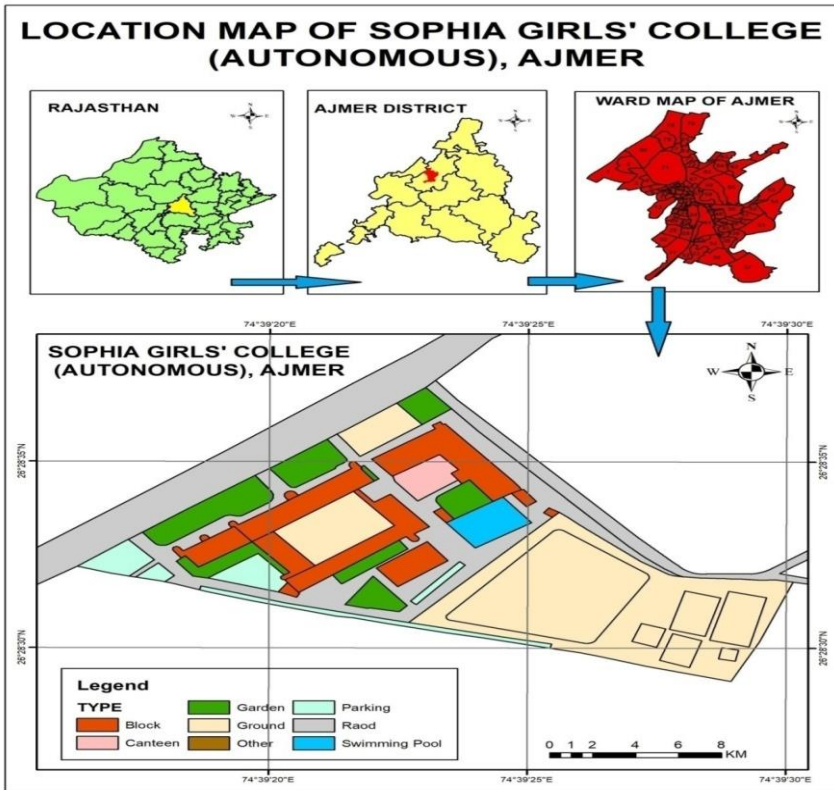 LOCATION MAP OF SOPHIA GIRLS' COLLEGE
(AUTONOMOUS), AJMER
RAJASTHAN
AJMER DISTRICT
WARD MAP OF AJMER
74°39'20"E
74°39'25"E
74°39'30"E
SOPHIA GIRLS' COLLEGE
(AUTONOMOUS), AJMER
N
W
E
S
26°28'35"N
26°28'35"N
26°28'30"N
26°28'30"N
Legend
TYPE
Block
Canteen
Garden
Ground
Other
Parking
Raod
Swimming Pool
0 1 2 4 6 8
KM
74°39'20"E
74°39'25"E
74°39'30"E